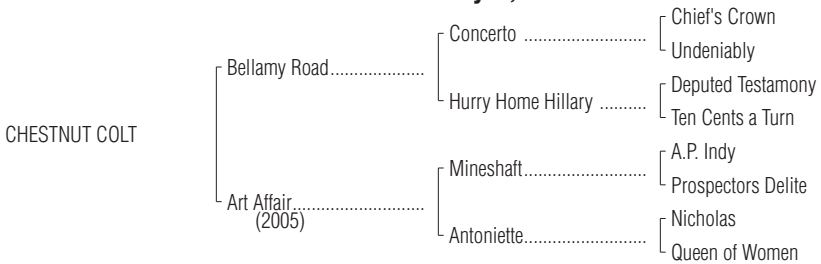 Chief's Crown
Concerto ..........................
Undeniably
Bellamy Road....................
Deputed Testamony
Hurry Home Hillary ..........
Ten Cents a Turn
CHESTNUT COLT
A.P. Indy
Mineshaft..........................
Prospectors Delite
Art Affair............................
(2005)
Nicholas
Antoniette..........................
Queen of Women